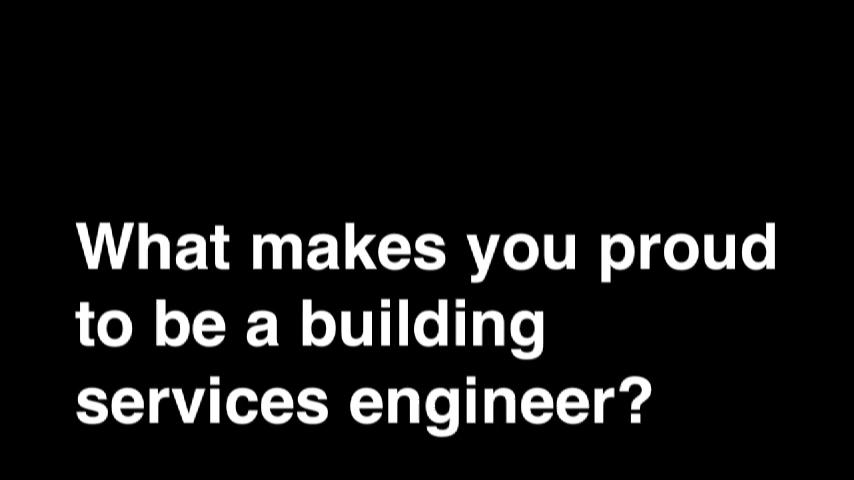 What makes you proud
to be a building
services engineer?